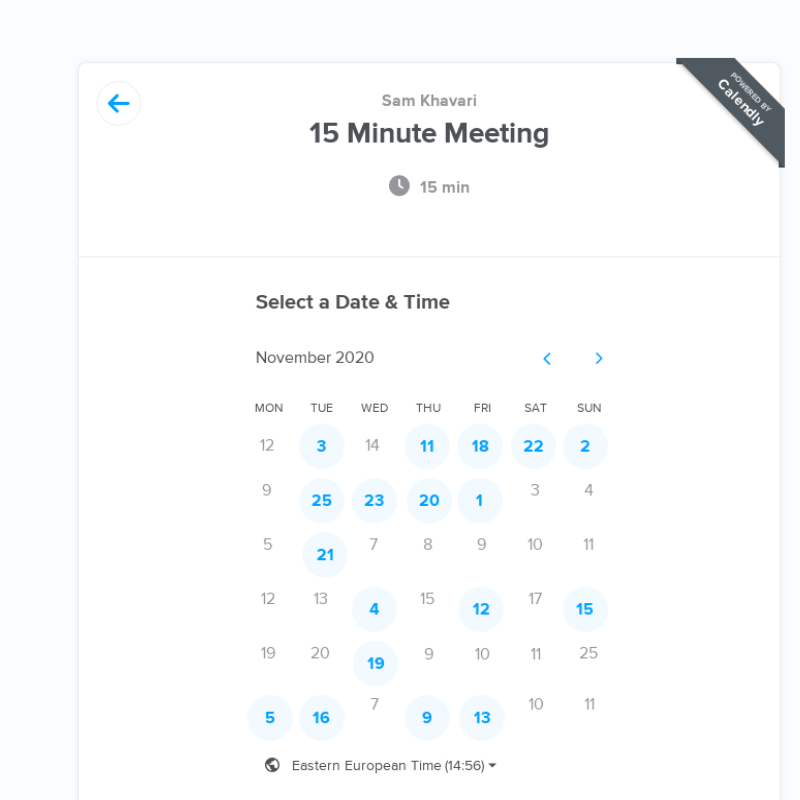 POWERED BY
Calendly
Sam Khavari
15 Minute Meeting
15 min
Select a Date & Time
November 2020
MON TUE WED THU FRI SAT SUN
12 3 14 11 18 22 2
9 25 23 20 1 3 4
5 21 7 8 9 10 11
12 13 4 15 12 17 15
19 20 19 9 10 11 25
5 16 7 9 13 10 11
Eastern European Time (14:56)